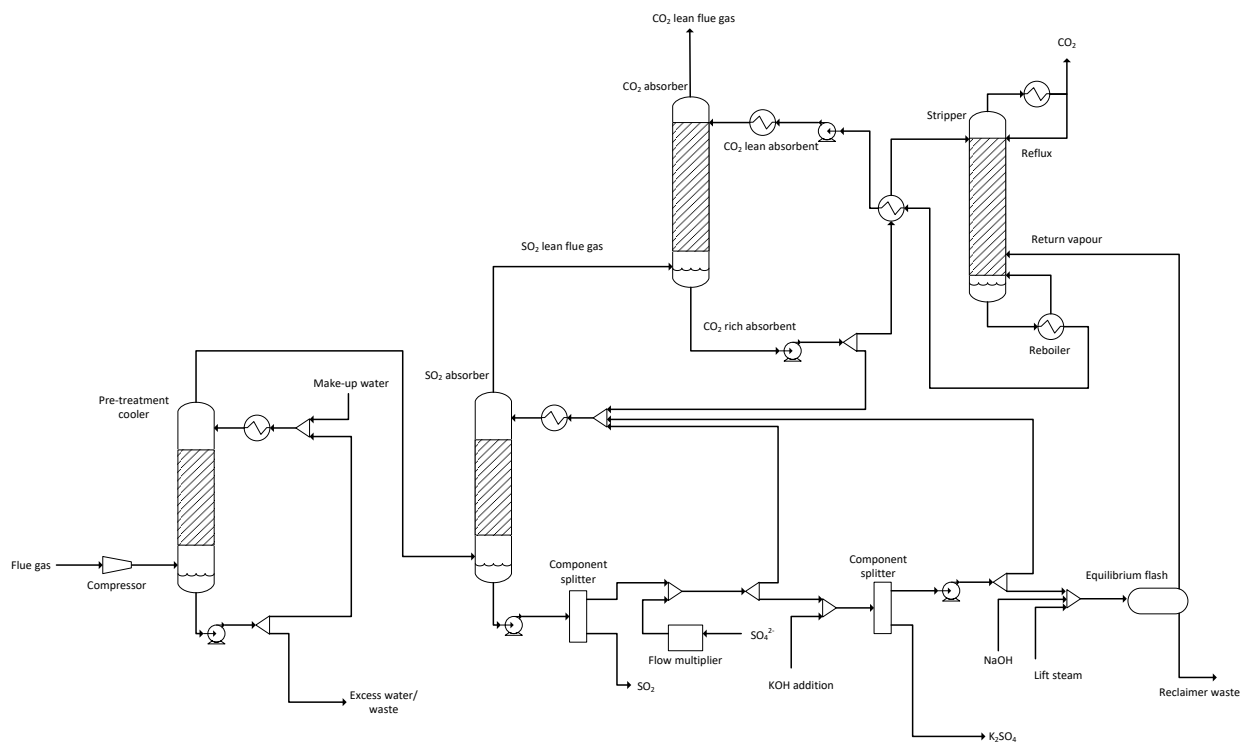 CO₂ lean flue gas
CO₂
CO₂ absorber
Stripper
CO₂ lean absorbent
Reflux
SO₂ lean flue gas
Return vapour
CO₂ rich absorbent
Reboiler
SO₂ absorber
Make-up water
Pre-treatment
cooler
Flue gas
Compressor
Component
splitter
Component
splitter
Equilibrium flash
SO₄²⁻
Flow multiplier
NaOH
Lift steam
SO₂
KOH addition
Excess water/
waste
Reclaimer waste
K₂SO₄